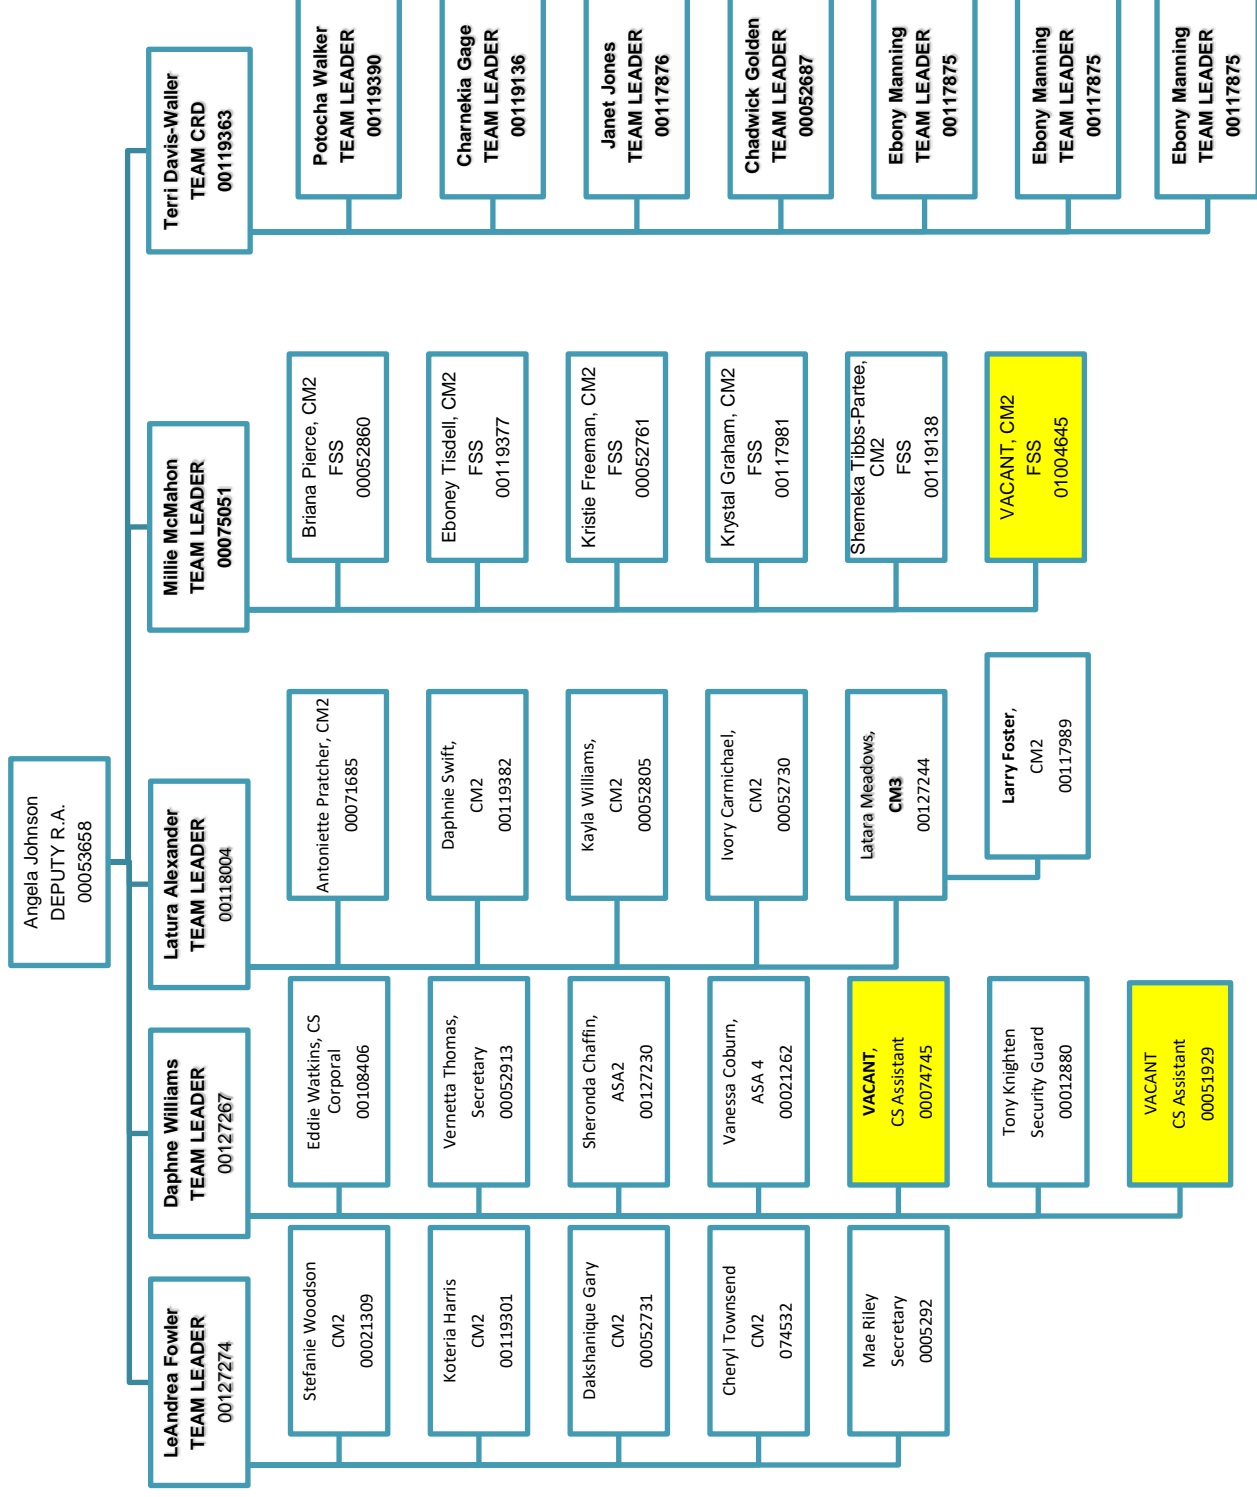 Angela Johnson
DEPUTY R.A.
00053658
LeAndrea Fowler
TEAM LEADER
00127274
Stefanie Woodson
CM2
00021309
Koteria Harris
CM2
00119301
Dakshanique Gary
CM2
00052731
Cheryl Townsend
CM2
074532
Mae Riley
Secretary
0005292
Daphne Williams
TEAM LEADER
00127267
Eddie Watkins, CS
Corporal
00108406
Vernetta Thomas,
Secretary
00052913
Sheronda Chaffin,
ASA2
00127230
Vanessa Coburn,
ASA 4
00021262
VACANT,
CS Assistant
00074745
Tony Knighten
Security Guard
00012880
VACANT
CS Assistant
00051929
Latura Alexander
TEAM LEADER
00118004
Antoniette Pratcher, CM2
00071685
Daphnie Swift,
CM2
00119382
Kayla Williams,
CM2
00052805
Ivory Carmichael,
CM2
00052730
Latara Meadows,
CM3
00127244
Larry Foster,
CM2
00117989
Millie McMahon
TEAM LEADER
00075051
Briana Pierce, CM2
FSS
00052860
Eboney Tisdell, CM2
FSS
00119377
Kristie Freeman, CM2
FSS
00052761
Krystal Graham, CM2
FSS
00117981
Shemeka Tibbs-Partee,
CM2
FSS
00119138
VACANT, CM2
FSS
01004645
Terri Davis-Waller
TEAM CRD
00119363
Potocha Walker
TEAM LEADER
00119390
Charnekia Gage
TEAM LEADER
00119136
Janet Jones
TEAM LEADER
00117876
Chadwick Golden
TEAM LEADER
00052687
Ebony Manning
TEAM LEADER
00117875
Ebony Manning
TEAM LEADER
00117875
Ebony Manning
TEAM LEADER
00117875